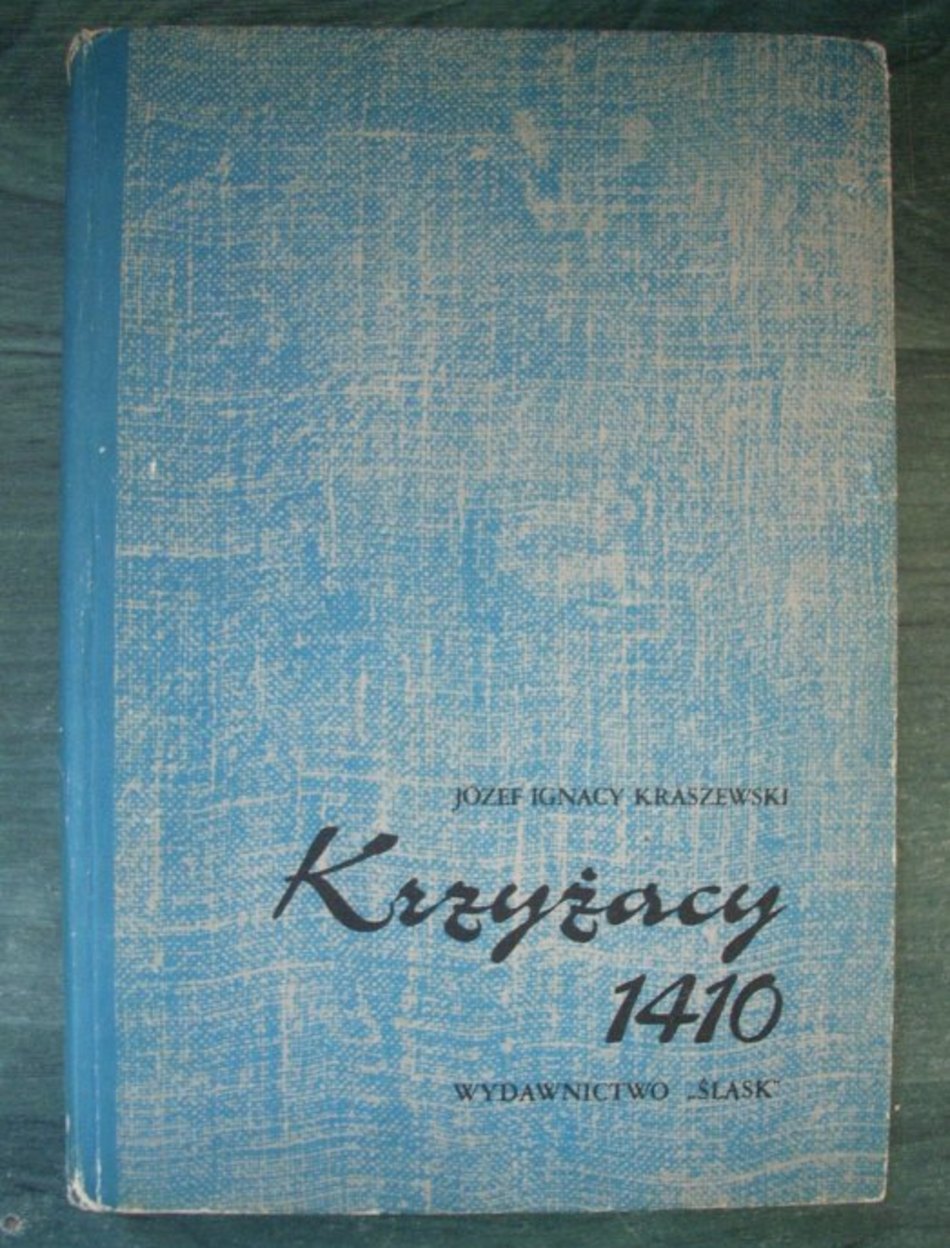 JÓZEF IGNACY KRASZEWSKI
Krzyżacy
1410
WYDAWNICTWO „ŚLĄSK”